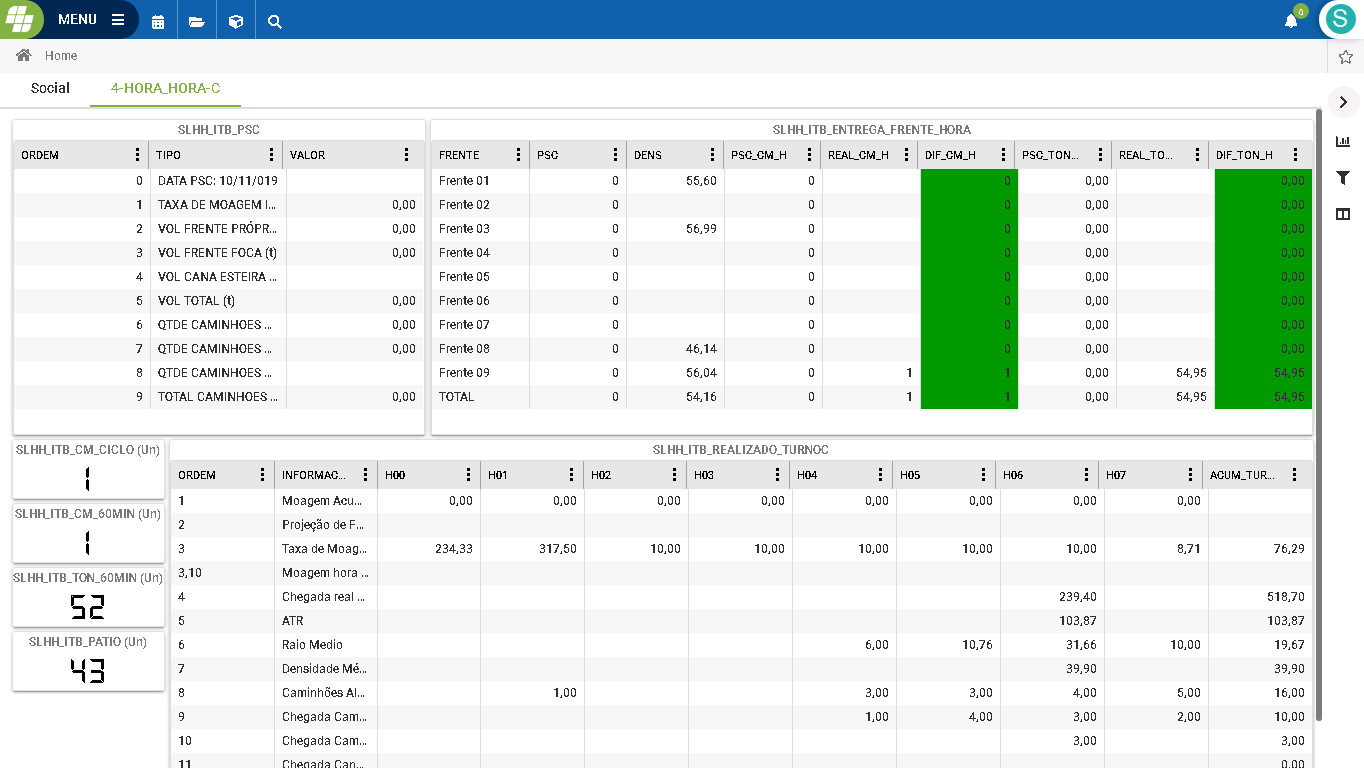 MENU
0
S
Home
Social 4-HORA_HORA-C
SLHH_ITB_PSC
ORDEM TIPO VALOR
0 DATA PSC: 10/11/019
1 TAXA DE MOAGEM I... 0,00
2 VOL FRENTE PRÓPR... 0,00
3 VOL FRENTE FOCA (t) 0,00
4 VOL CANA ESTEIRA ...
5 VOL TOTAL (t) 0,00
6 QTDE CAMINHOES ... 0,00
7 QTDE CAMINHOES ... 0,00
8 QTDE CAMINHOES ...
9 TOTAL CAMINHOES ... 0,00
SLHH_ITB_ENTREGA_FRENTE_HORA
FRENTE PSC DENS PSC_CM_H REAL_CM_H DIF_CM_H PSC_TON... REAL_TO... DIF_TON_H
Frente 01 0 55,60 0 0 0,00 0,00
Frente 02 0 0 0 0,00 0,00
Frente 03 0 56,99 0 0 0,00 0,00
Frente 04 0 0 0 0,00 0,00
Frente 05 0 0 0 0,00 0,00
Frente 06 0 0 0 0,00 0,00
Frente 07 0 0 0 0,00 0,00
Frente 08 0 46,14 0 0 0,00 0,00
Frente 09 0 56,04 0 1 1 0,00 54,95 54,95
TOTAL 0 54,16 0 1 1 0,00 54,95 54,95
SLHH_ITB_CM_CICLO (Un)
1
SLHH_ITB_CM_60MIN (Un)
1
SLHH_ITB_TON_60MIN (Un)
52
SLHH_ITB_PATIO (Un)
43
SLHH_ITB_REALIZADO_TURNOC
ORDEM INFORMAC... H00 H01 H02 H03 H04 H05 H06 H07 ACUM_TUR...
1 Moagem Acu... 0,00 0,00 0,00 0,00 0,00 0,00 0,00 0,00
2 Projeção de F...
3 Taxa de Moag... 234,33 317,50 10,00 10,00 10,00 10,00 10,00 8,71 76,29
3,10 Moagem hora ...
4 Chegada real ... 239,40 518,70
5 ATR 103,87 103,87
6 Raio Medio 6,00 10,76 31,66 10,00 19,67
7 Densidade Mé... 39,90 39,90
8 Caminhões Al... 1,00 3,00 3,00 4,00 5,00 16,00
9 Chegada Cam... 1,00 4,00 3,00 2,00 10,00
10 Chegada Cam... 3,00 3,00
11 Chegada Can... 0,00